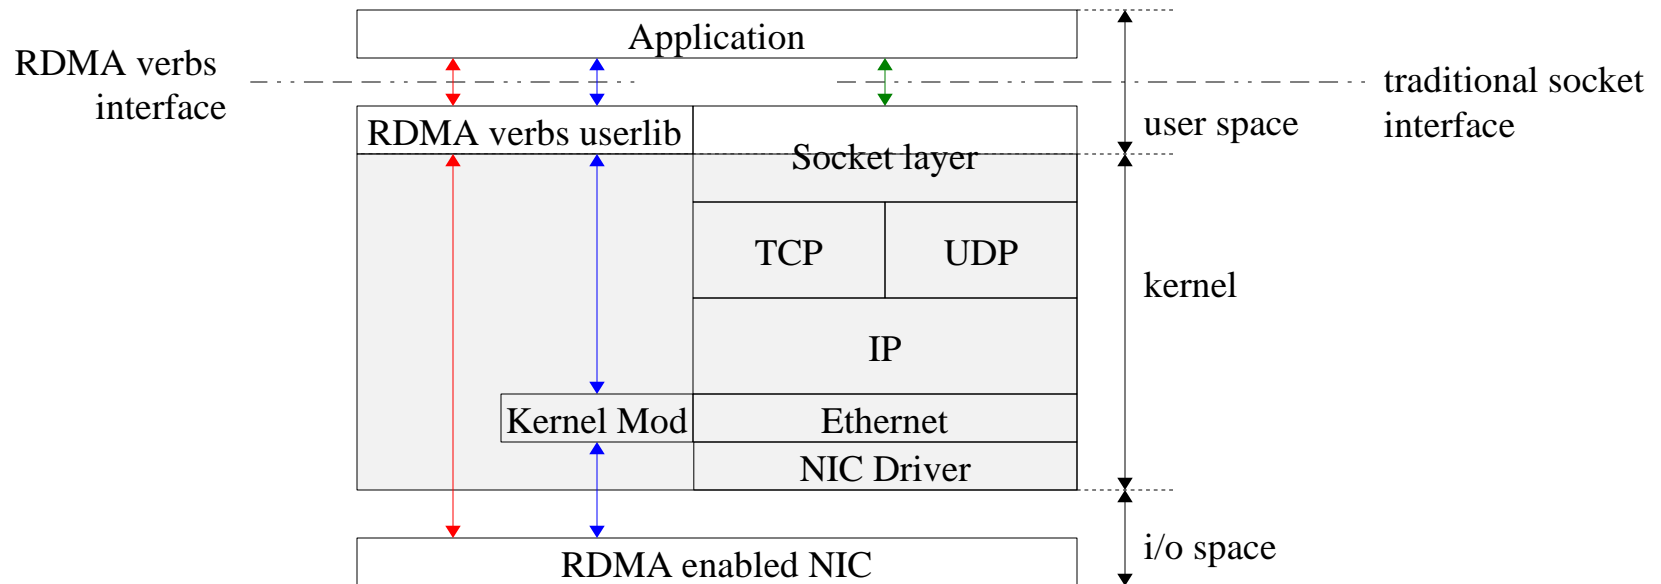 Application
RDMA verbs
interface
traditional socket
interface
RDMA verbs userlib
user space
Socket layer
TCP
UDP
kernel
IP
Kernel Mod
Ethernet
NIC Driver
i/o space
RDMA enabled NIC